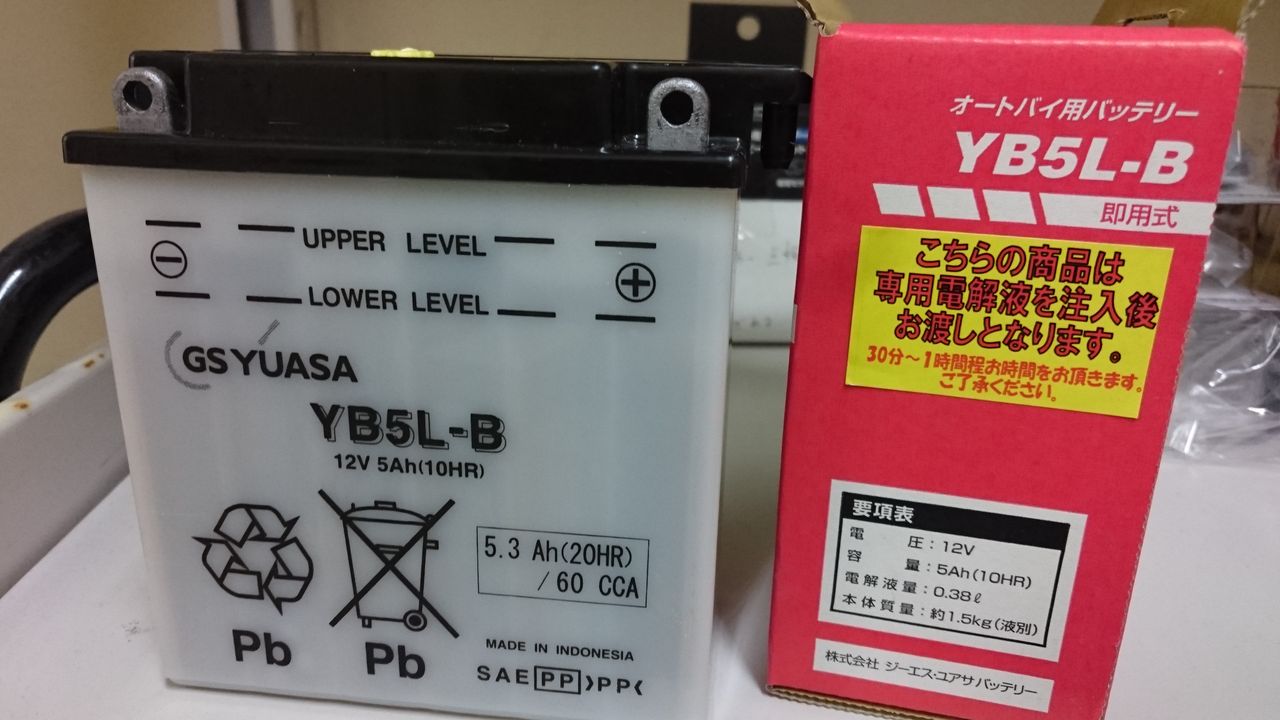 UPPER LEVEL
⊖ ⊕
LOWER LEVEL
GS YUASA
YB5L-B
12V 5Ah(10HR)
5.3 Ah(20HR)
/60 CCA
Pb
Pb
MADE IN INDONESIA
SAE PP >PP<
オートバイ用バッテリー
YB5L-B
即用式
こちらの商品は
専用電解液を注入後
お渡しとなります。
30分～1時間程お時間をお頂きます。
ご了承ください。
要項表
電圧：12V
容量：5Ah(10HR)
電解液量：0.38ℓ
本体質量：約1.5kg(液別)
株式会社 ジーエス・ユアサバッテリー